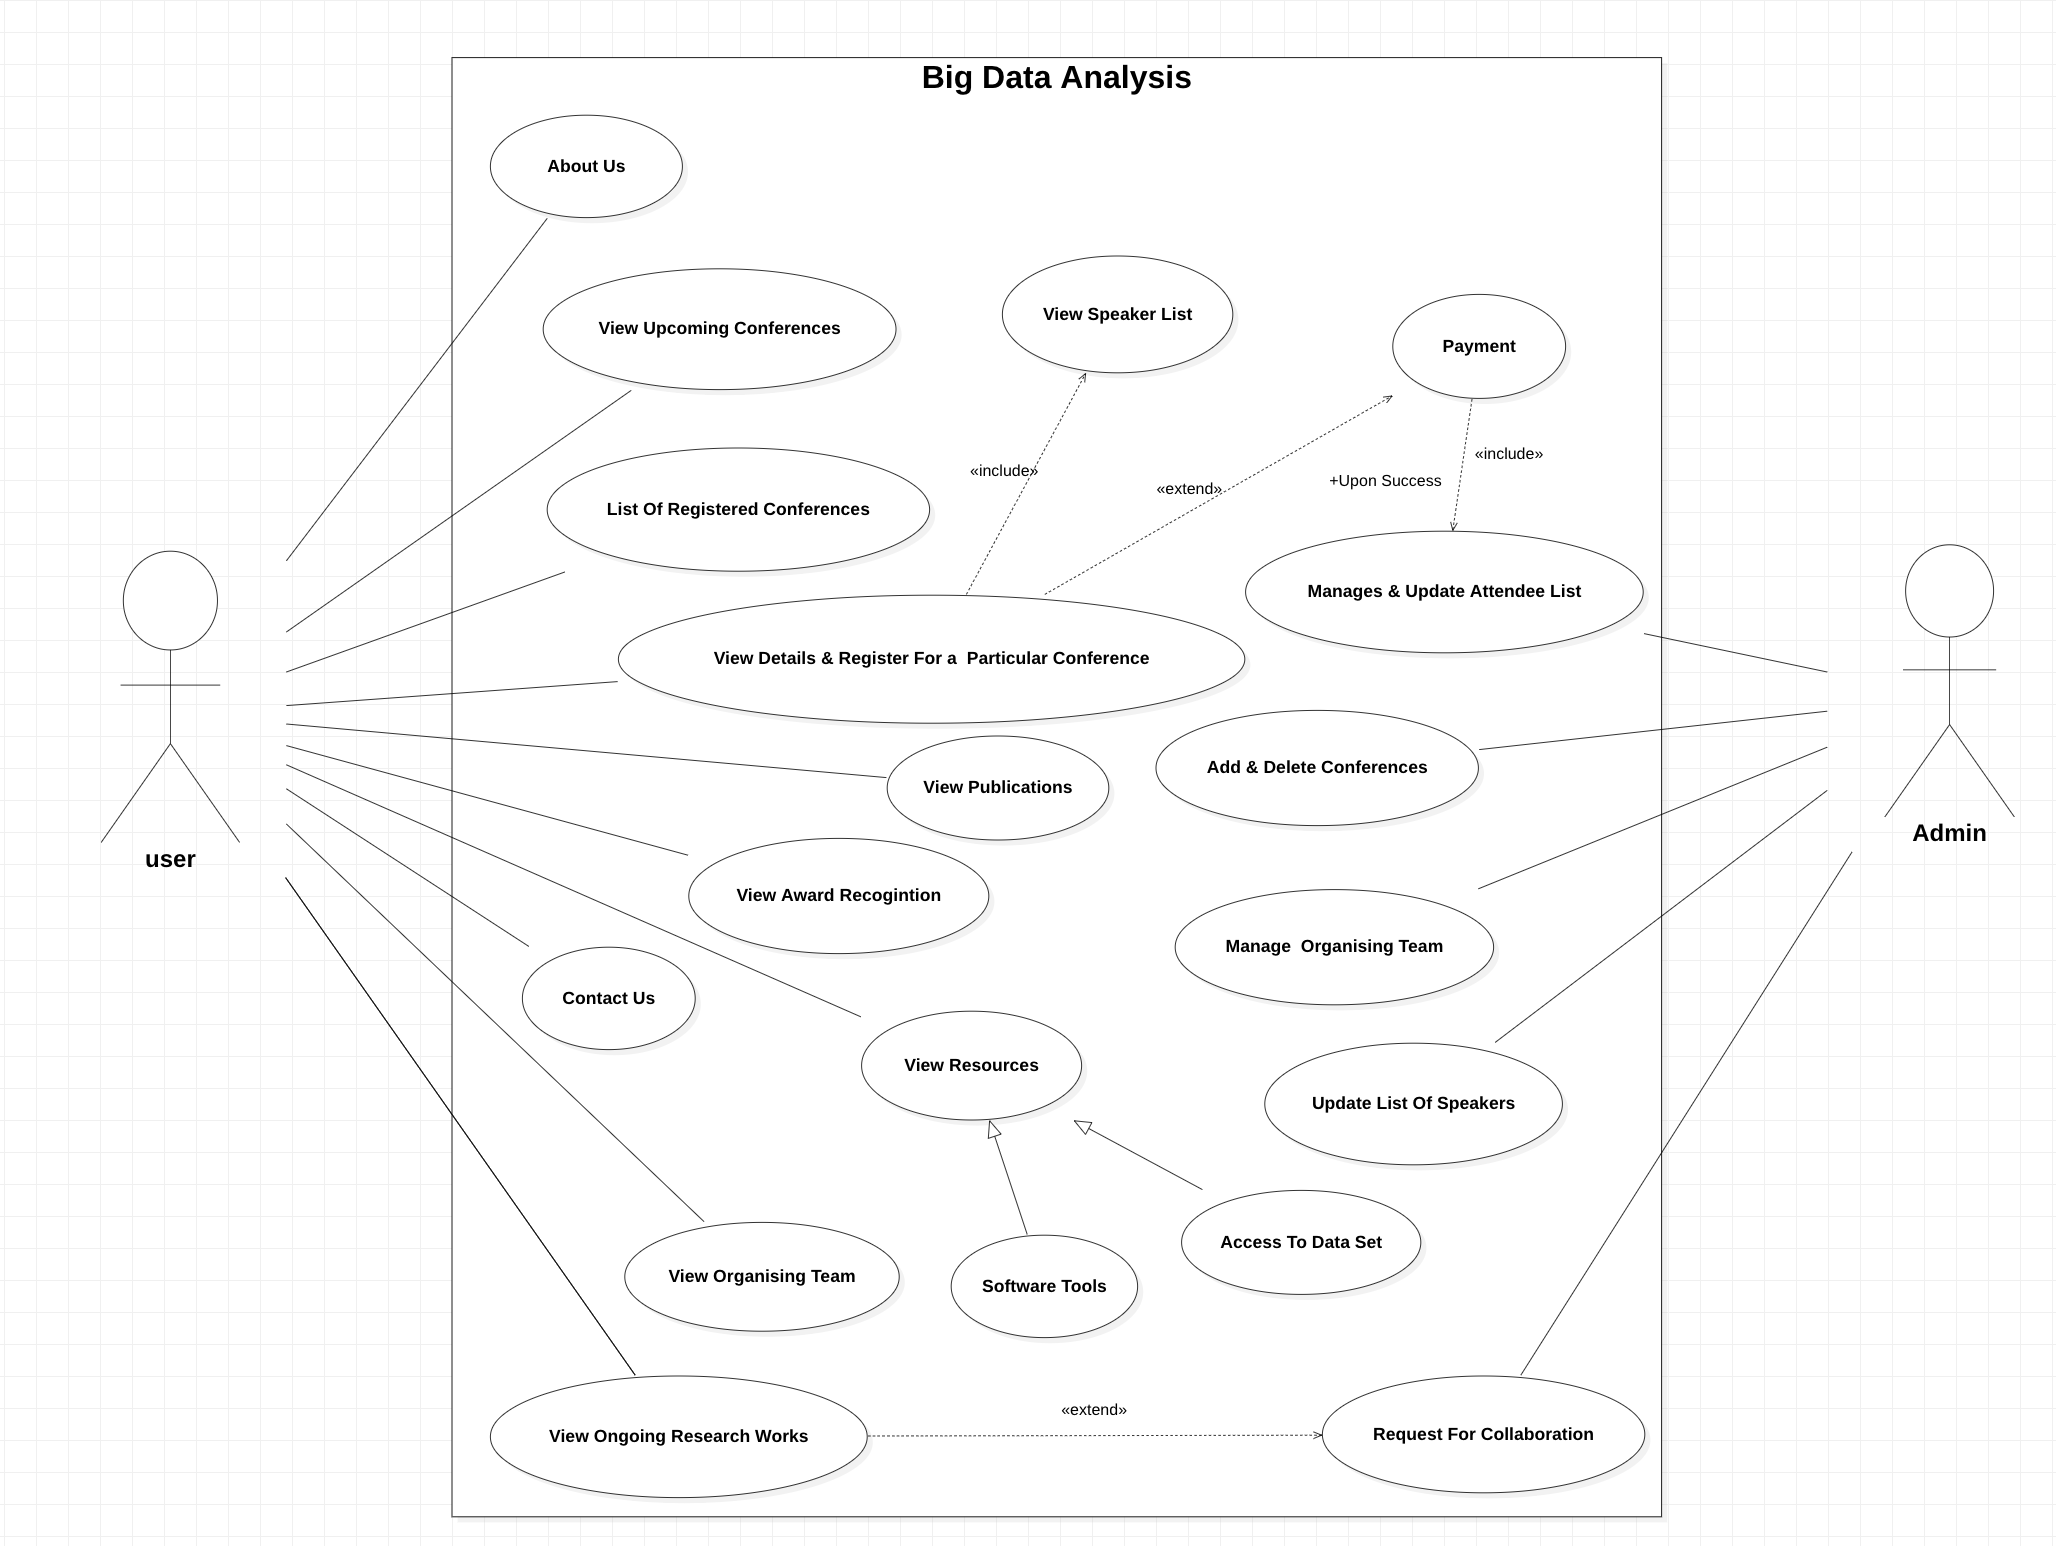 Big Data Analysis
About Us
View Upcoming Conferences
View Speaker List
Payment
«include»
«extend»
+Upon Success
«include»
List Of Registered Conferences
Manages & Update Attendee List
View Details & Register For a  Particular Conference
View Publications
Add & Delete Conferences
user
Admin
View Award Recogintion
Manage  Organising Team
Contact Us
View Resources
Update List Of Speakers
Access To Data Set
View Organising Team
Software Tools
«extend»
View Ongoing Research Works
Request For Collaboration